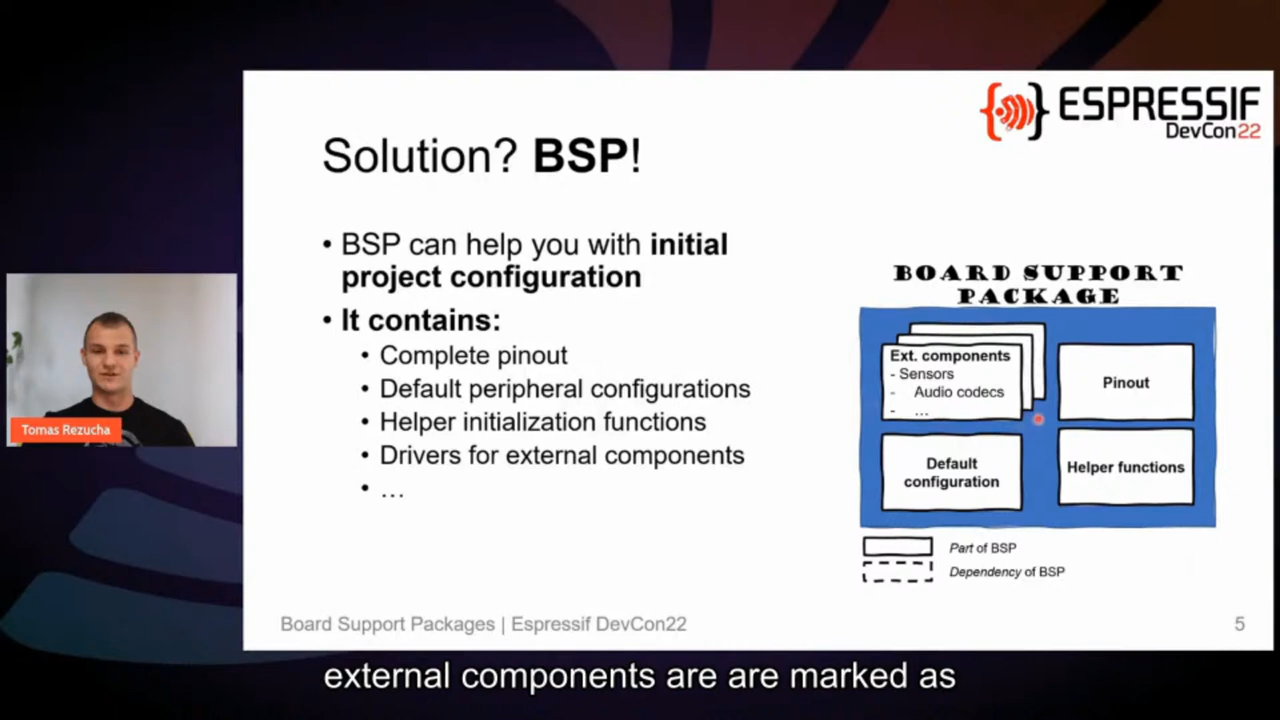 ESPRESSIF
DevCon22
Solution? BSP!
• BSP can help you with initial
project configuration
• It contains:
• Complete pinout
• Default peripheral configurations
• Helper initialization functions
• Drivers for external components
• ...
BOARD SUPPORT
PACKAGE
Ext. components
- Sensors
- Audio codecs
- ...
Pinout
Default
configuration
Helper functions
Part of BSP
Dependency of BSP
Tomas Rezucha
Board Support Packages | Espressif DevCon22
5
external components are are marked as